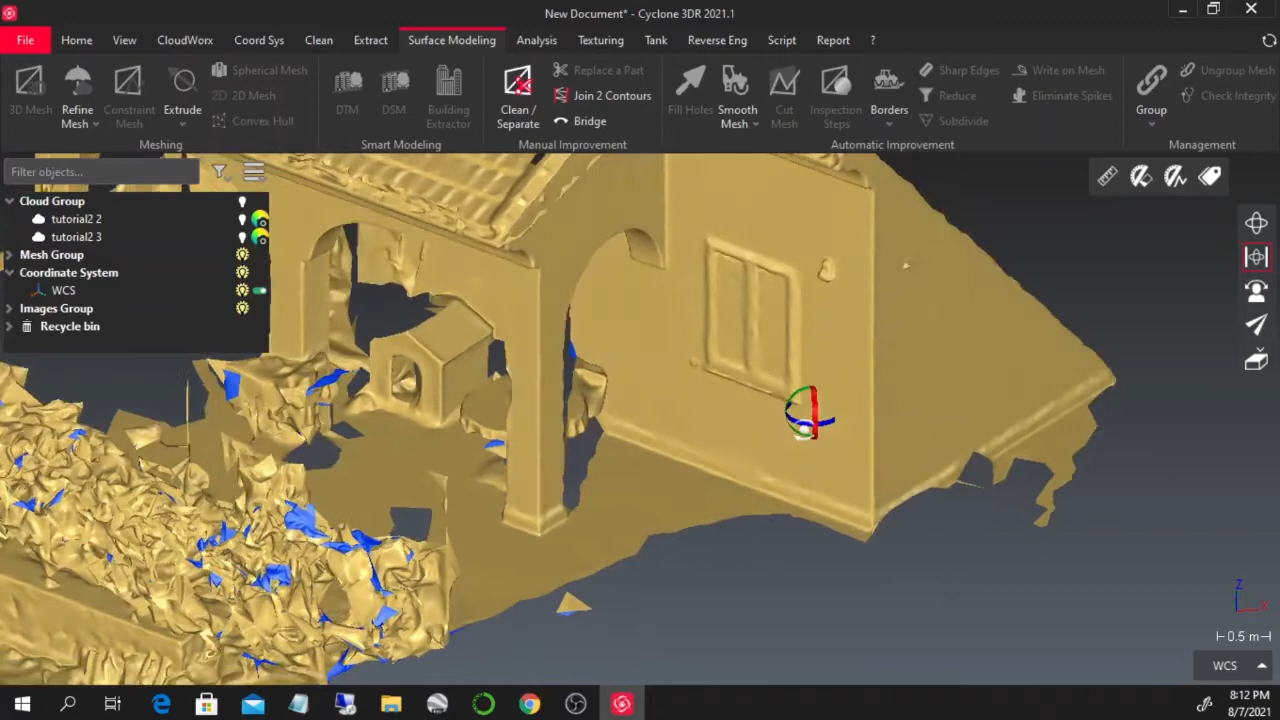 New Document* - Cyclone 3DR 2021.1
File Home View CloudWorx Coord Sys Clean Extract Surface Modeling Analysis Texturing Tank Reverse Eng Script Report ?
3D Mesh
Refine Mesh
Constraint Mesh
Extrude
Spherical Mesh
2D Mesh
Convex Hull
Meshing
DTM
DSM
Building Extractor
Smart Modeling
Clean / Separate
Replace a Part
Join 2 Contours
Bridge
Manual Improvement
Fill Holes
Smooth Mesh
Cut Mesh
Inspection Steps
Borders
Sharp Edges
Reduce
Subdivide
Write on Mesh
Eliminate Spikes
Automatic Improvement
Group
Ungroup Mesh
Check Integrity
Management
Filter objects...
Cloud Group
tutorial2 2
tutorial2 3
Mesh Group
Coordinate System
WCS
Images Group
Recycle bin
Z
X
0.5 m
WCS
8:12 PM
8/7/2021